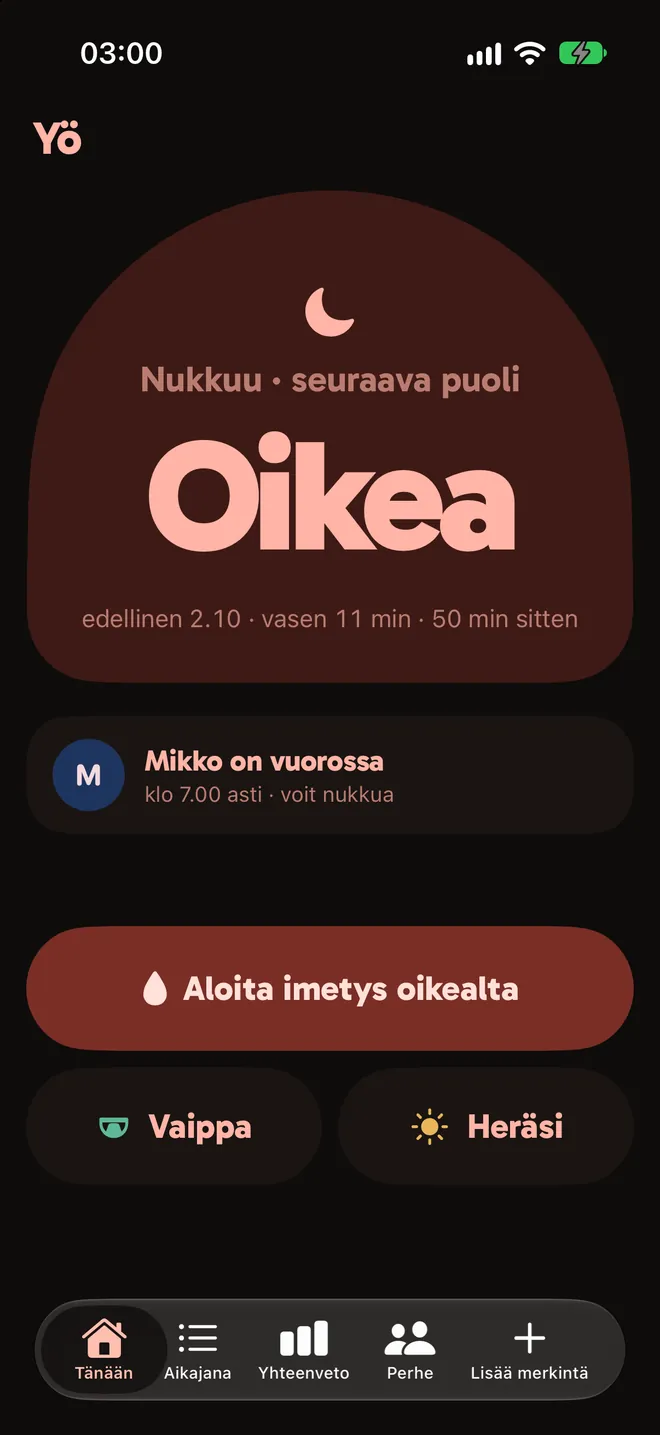 03:00
Yö
Nukkuu · seuraava puoli
Oikea
edellinen 2.10 · vasen 11 min · 50 min sitten
M
Mikko on vuorossa
klo 7.00 asti · voit nukkua
Aloita imetys oikealta
Vaippa
Heräsi
Tänään
Aikajana
Yhteenveto
Perhe
Lisää merkintä